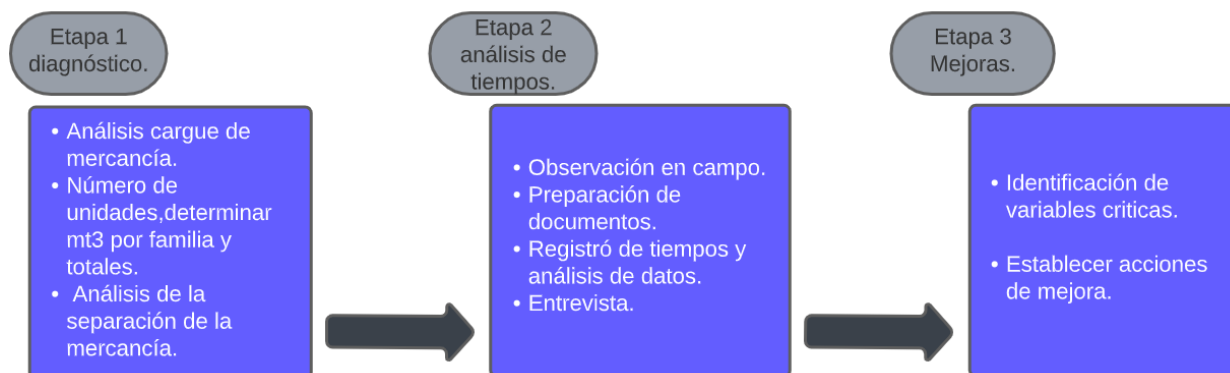 Etapa 1
diagnóstico.
• Análisis cargue de
mercancía.
• Número de
unidades,determinar
mt3 por familia y
totales.
• Análisis de la
separación de la
mercancía.
Etapa 2
análisis de
tiempos.
• Observación en campo.
• Preparación de
documentos.
• Registró de tiempos y
análisis de datos.
• Entrevista.
Etapa 3
Mejoras.
• Identificación de
variables criticas.
• Establecer acciones
de mejora.